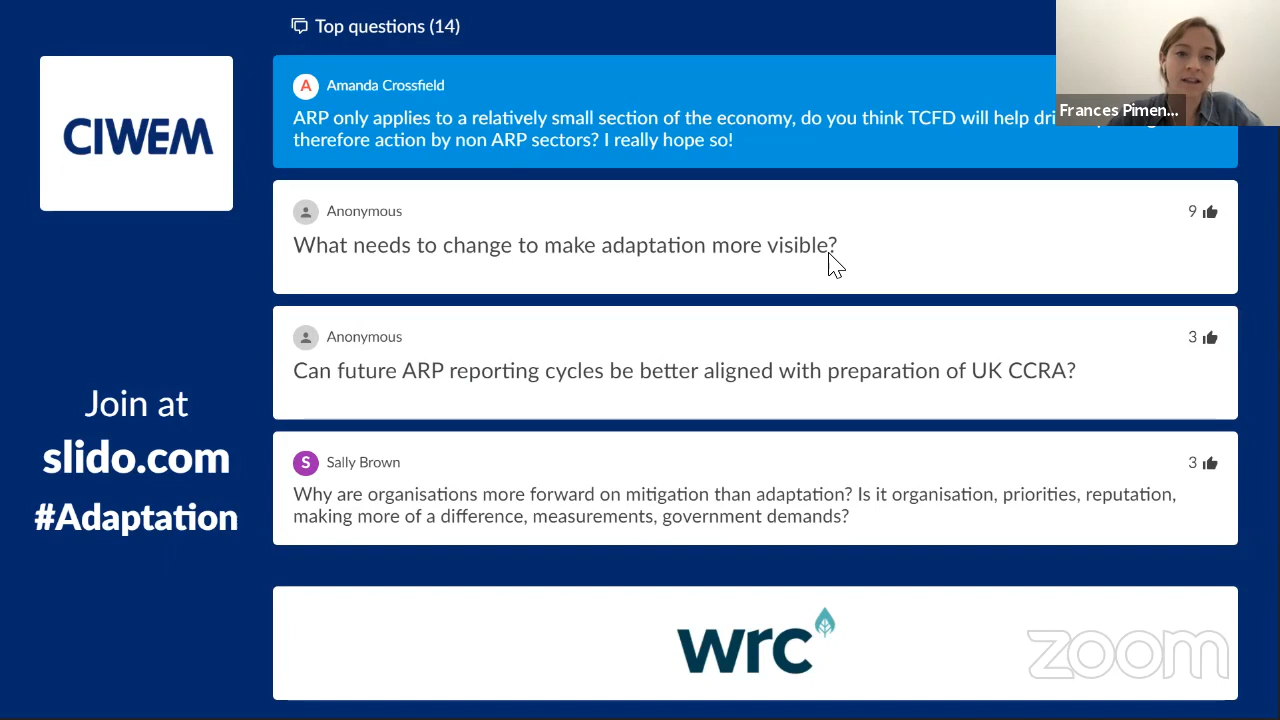 Top questions (14)
CIWEM
A Amanda Crossfield
ARP only applies to a relatively small section of the economy, do you think TCFD will help
therefore action by non ARP sectors? I really hope so!
Frances Pimen...
Anonymous
9
What needs to change to make adaptation more visible?
Anonymous
3
Can future ARP reporting cycles be better aligned with preparation of UK CCRA?
S Sally Brown
3
Why are organisations more forward on mitigation than adaptation? Is it organisation, priorities, reputation,
making more of a difference, measurements, government demands?
Join at
slido.com
#Adaptation
wrc
zoom